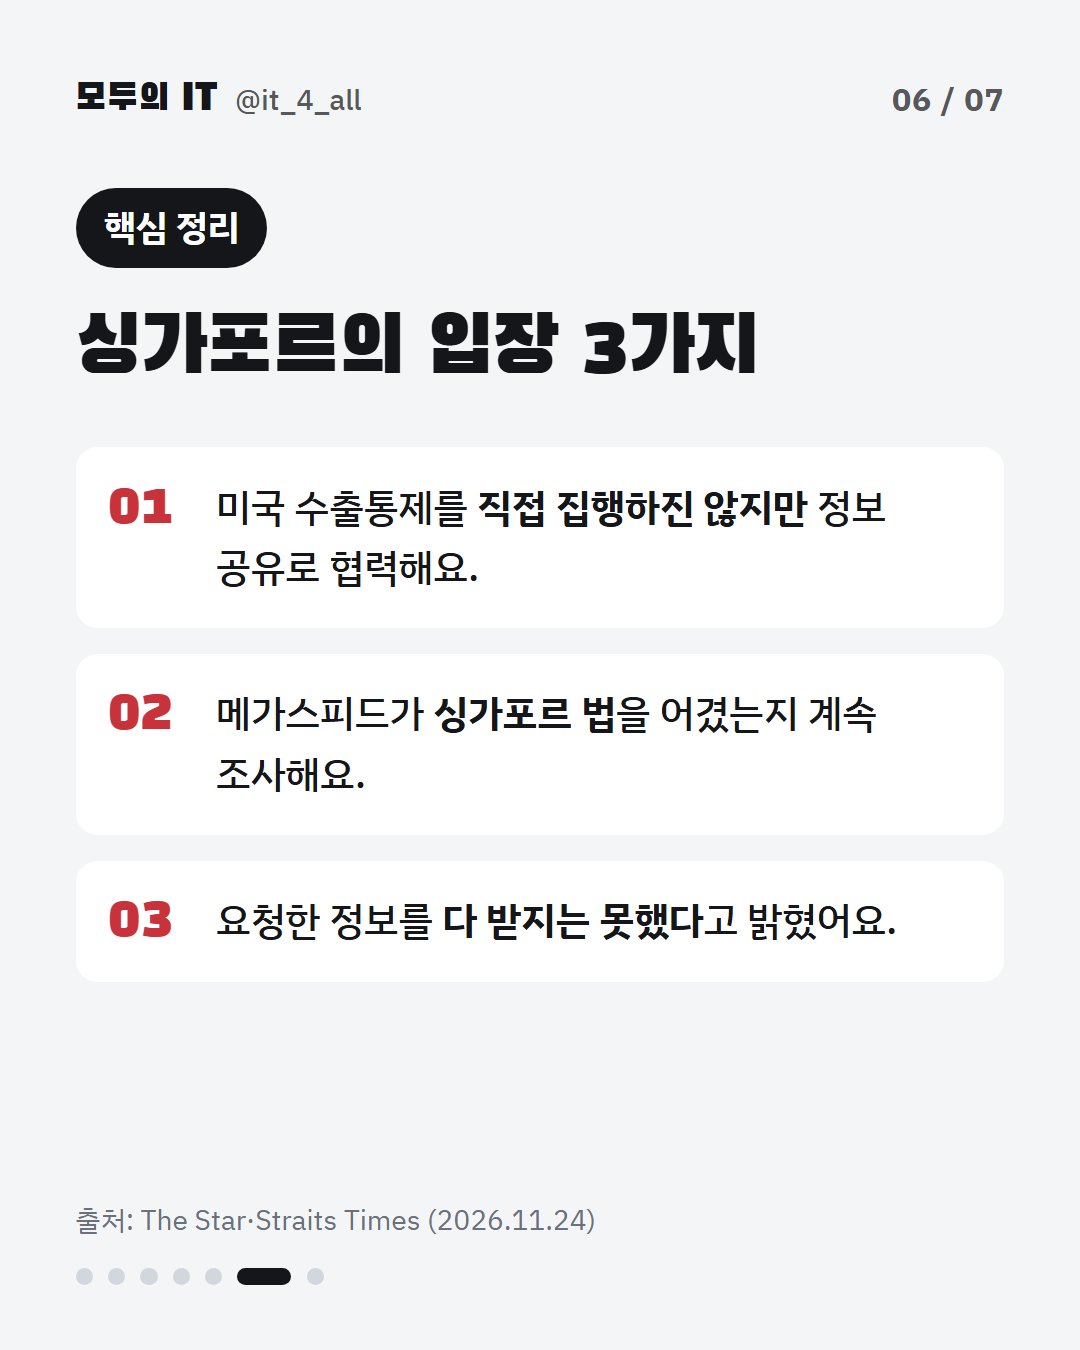 모두의 IT @it_4_all
06 / 07
핵심 정리
싱가포르의 입장 3가지
01 미국 수출통제를 직접 집행하진 않지만 정보
공유로 협력해요.
02 메가스피드가 싱가포르 법을 어겼는지 계속
조사해요.
03 요청한 정보를 다 받지는 못했다고 밝혔어요.
출처: The Star·Straits Times (2026.11.24)